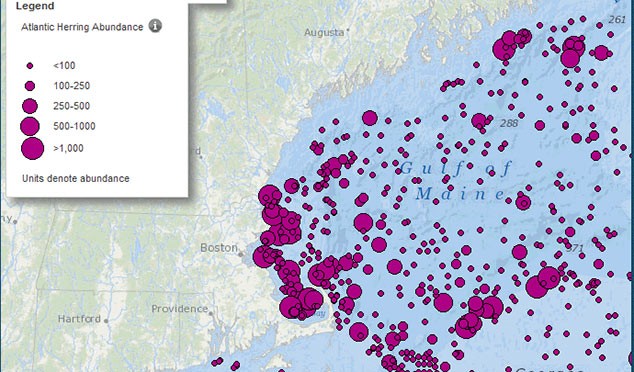 Legend
Atlantic Herring Abundance i
<100
100-250
250-500
500-1000
>1,000
Units denote abundance
Augusta
261
288
Gulf of
Maine
Boston
271
Providence
Hartford